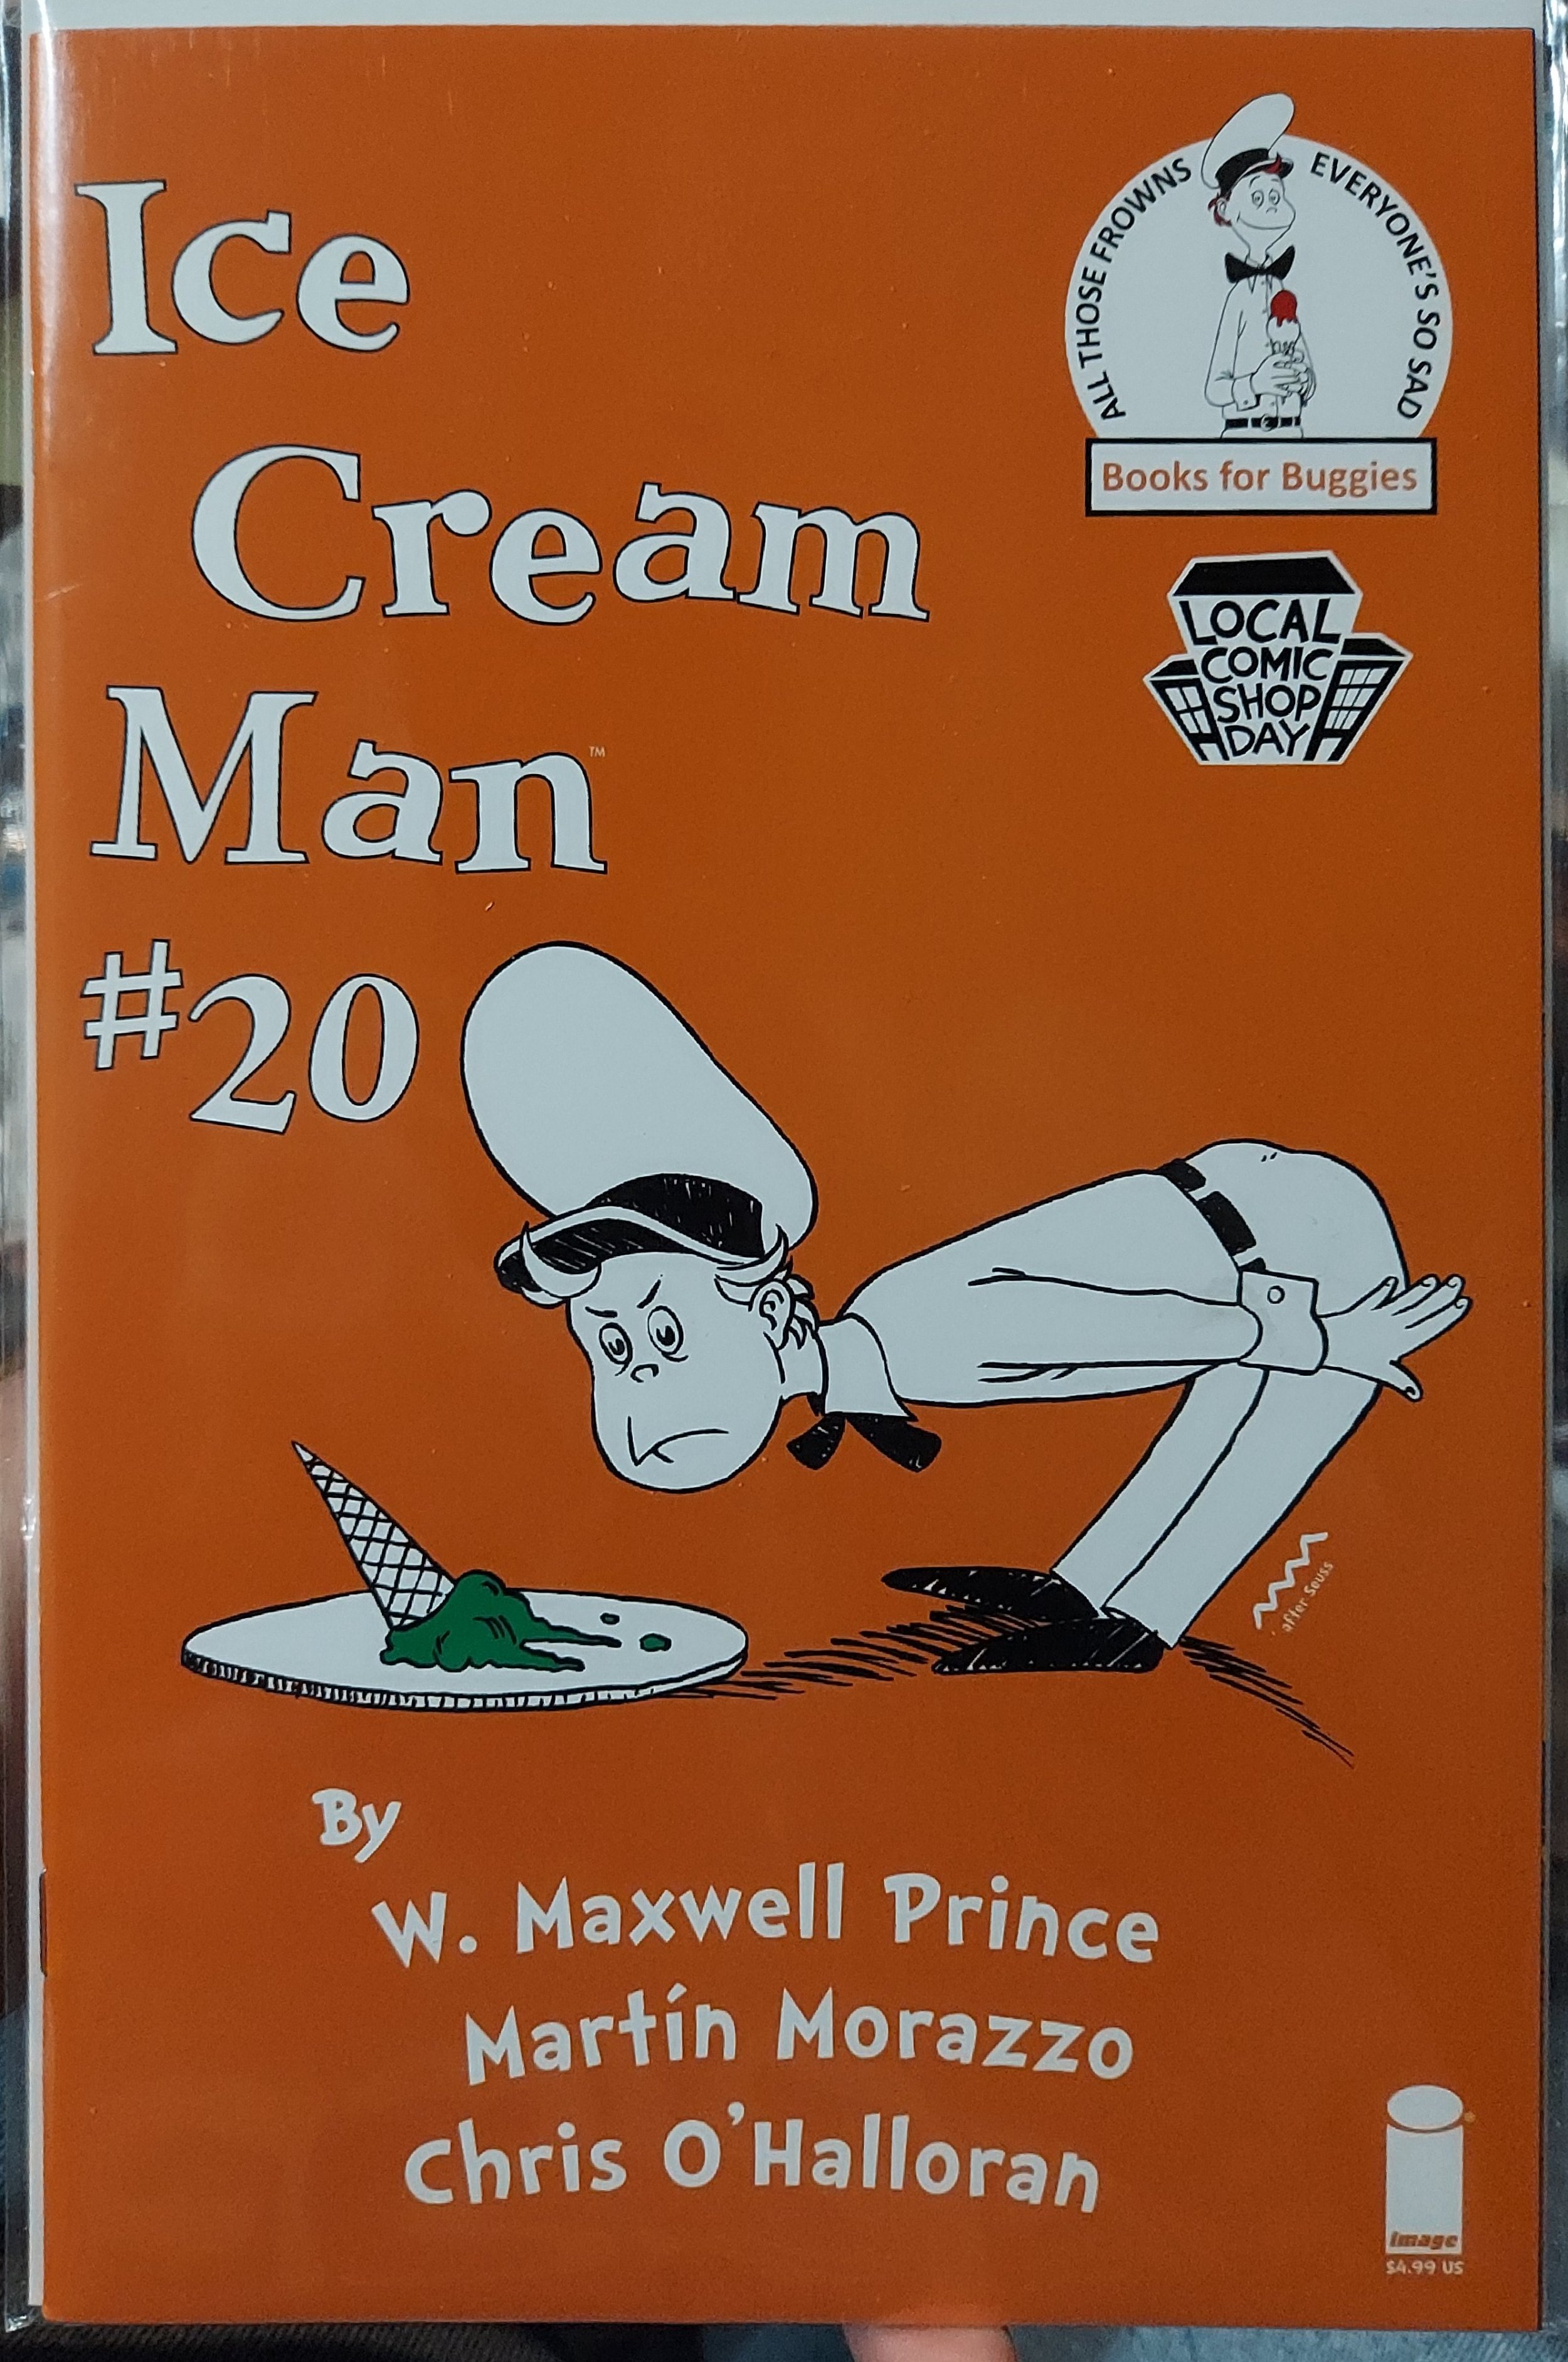 Ice
Cream
Man™
#20
ALL THOSE FROWNS
EVERYONE'S SO SAD
Books for Buggies
LOCAL
COMIC
SHOP
DAY
'after Seuss
By
W. Maxwell Prince
Martín Morazzo
Chris O'Halloran
image
$4.99 US